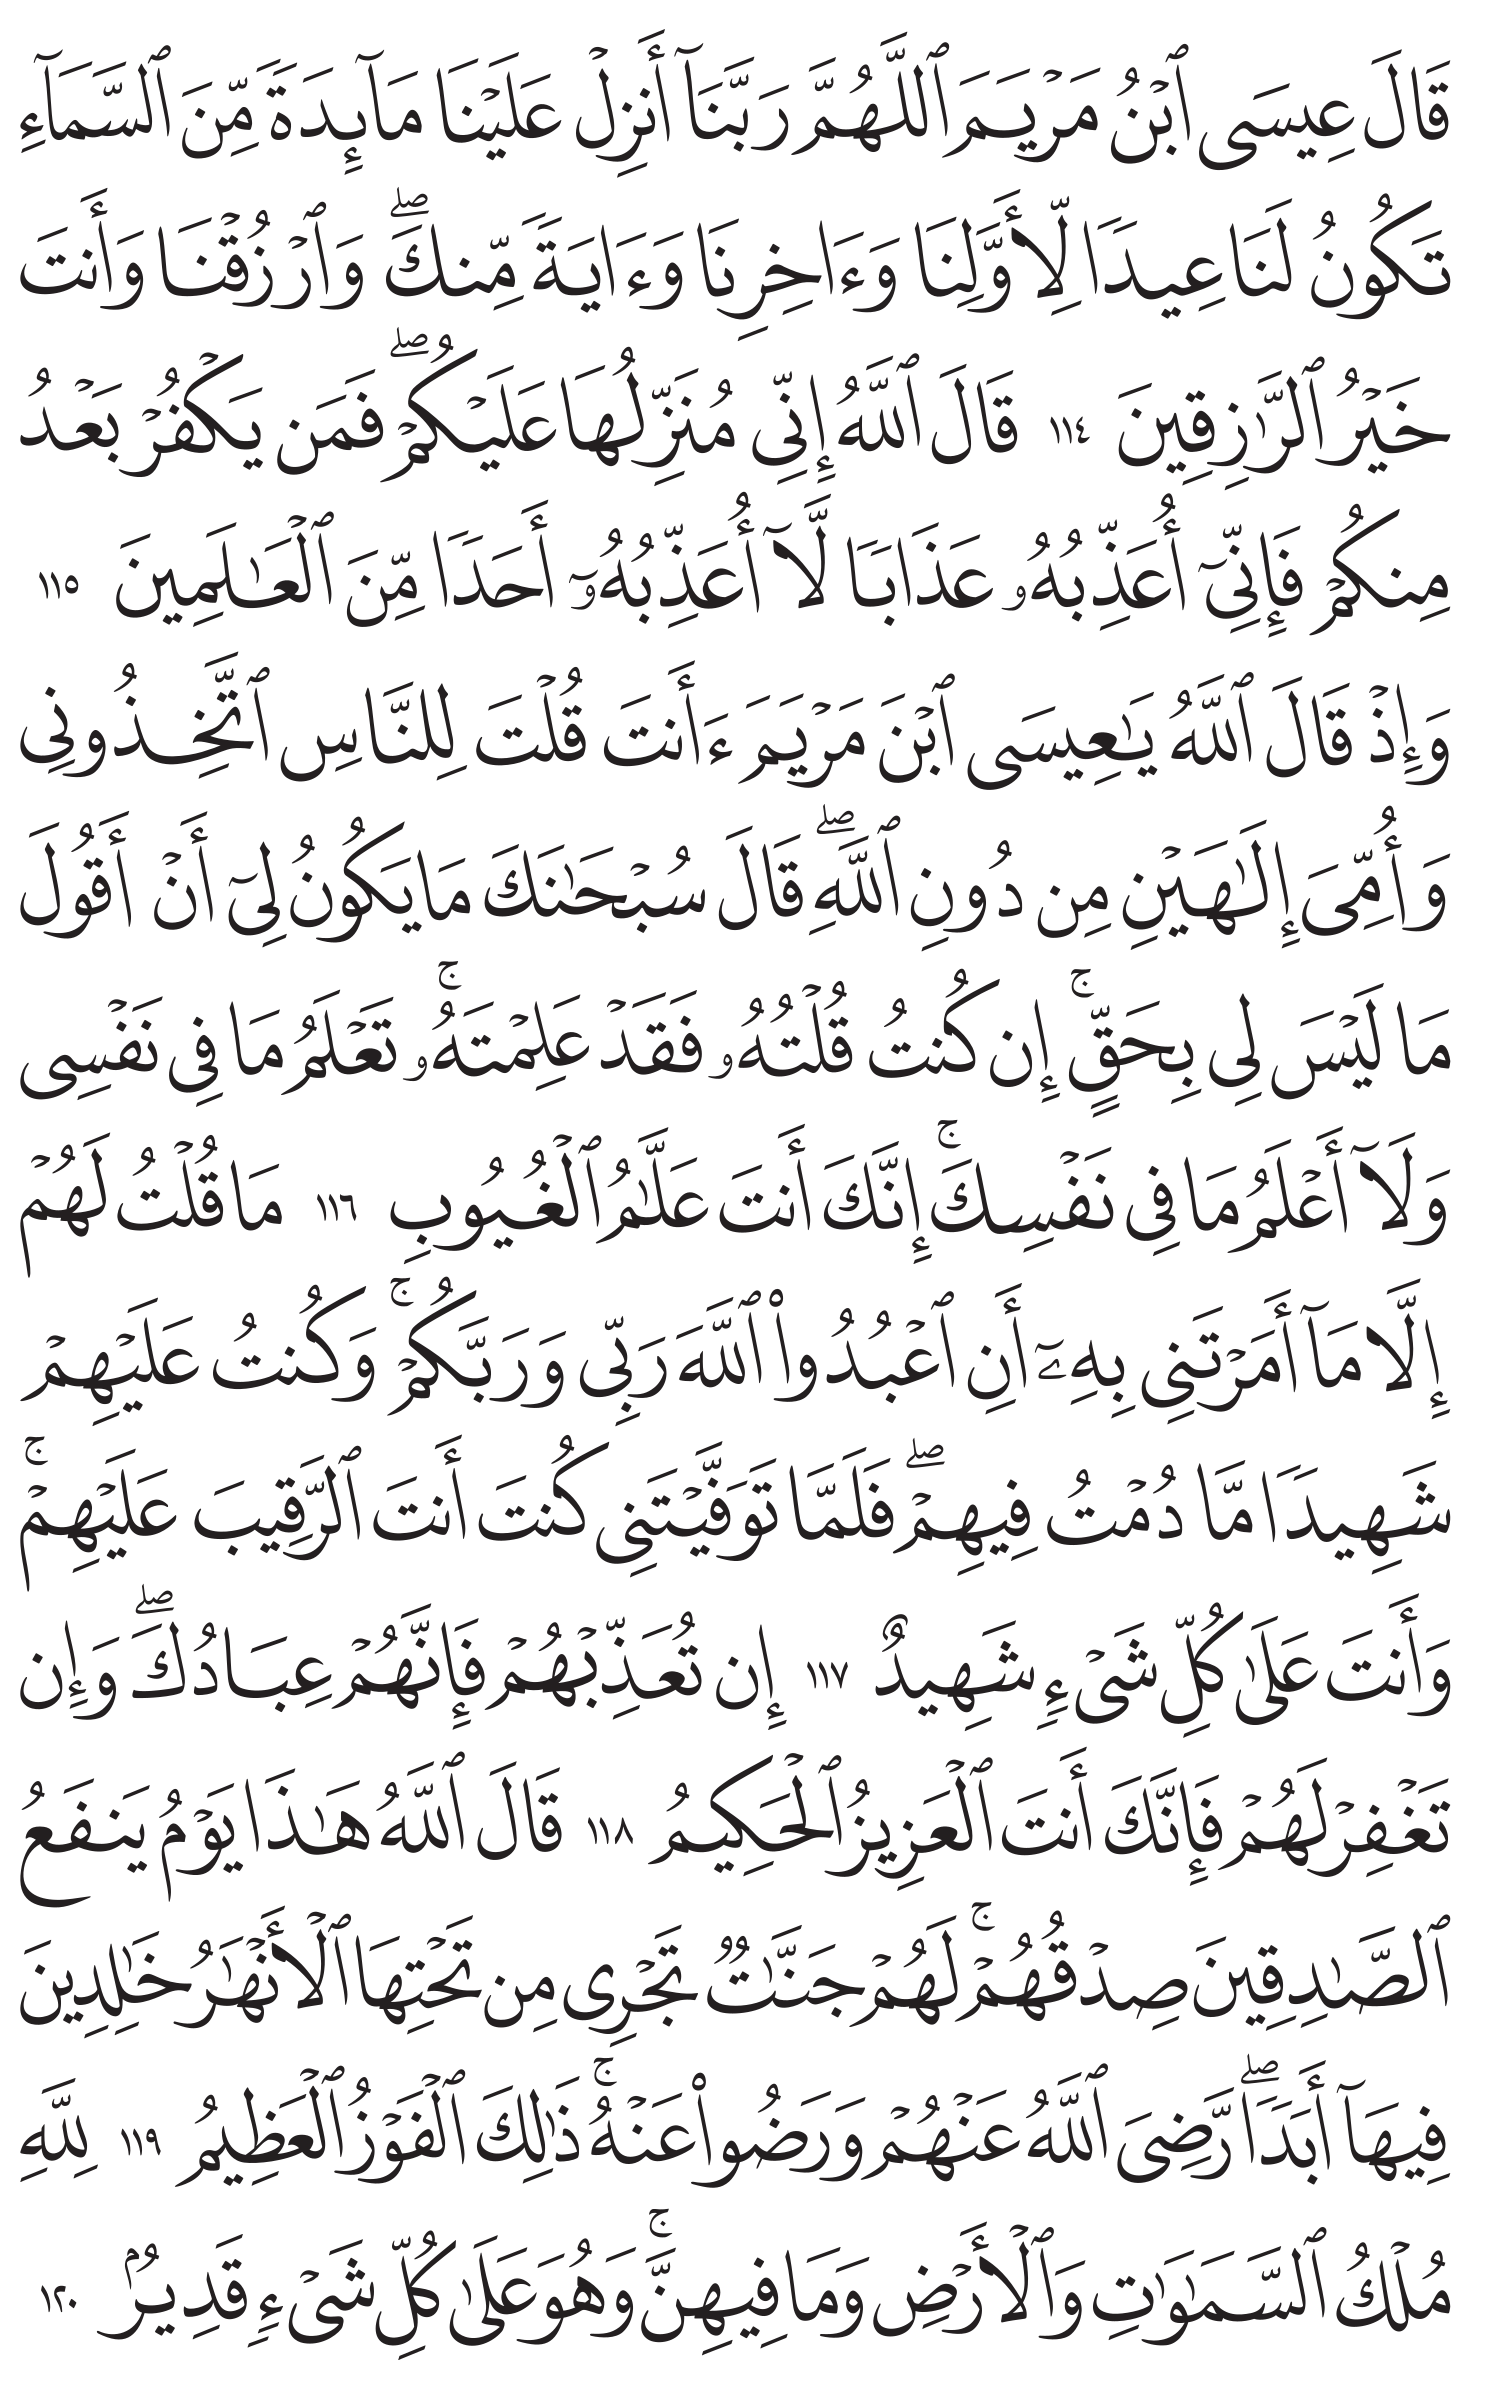 قَالَ عِيسَى ٱبۡنُ مَرۡيَمَ ٱللَّهُمَّ رَبَّنَآ أَنزِلۡ عَلَيۡنَا مَآئِدَةٗ مِّنَ ٱلسَّمَآءِ
تَكُونُ لَنَا عِيدٗا لِّأَوَّلِنَا وَءَاخِرِنَا وَءَايَةٗ مِّنكَۖ وَٱرۡزُقۡنَا وَأَنتَ
خَيۡرُ ٱلرَّٰزِقِينَ ١١٤ قَالَ ٱللَّهُ إِنِّي مُنَزِّلُهَا عَلَيۡكُمۡۖ فَمَن يَكۡفُرۡ بَعۡدُ
مِنكُمۡ فَإِنِّيٓ أُعَذِّبُهُۥ عَذَابٗا لَّآ أُعَذِّبُهُۥٓ أَحَدٗا مِّنَ ٱلۡعَٰلَمِينَ ١١٥
وَإِذۡ قَالَ ٱللَّهُ يَٰعِيسَى ٱبۡنَ مَرۡيَمَ ءَأَنتَ قُلۡتَ لِلنَّاسِ ٱتَّخِذُونِي
وَأُمِّيَ إِلَٰهَيۡنِ مِن دُونِ ٱللَّهِۖ قَالَ سُبۡحَٰنَكَ مَا يَكُونُ لِيٓ أَنۡ أَقُولَ
مَا لَيۡسَ لِي بِحَقٍّۚ إِن كُنتُ قُلۡتُهُۥ فَقَدۡ عَلِمۡتَهُۥۚ تَعۡلَمُ مَا فِي نَفۡسِي
وَلَآ أَعۡلَمُ مَا فِي نَفۡسِكَۚ إِنَّكَ أَنتَ عَلَّٰمُ ٱلۡغُيُوبِ ١١٦ مَا قُلۡتُ لَهُمۡ
إِلَّا مَآ أَمَرۡتَنِي بِهِۦٓ أَنِ ٱعۡبُدُواْ ٱللَّهَ رَبِّي وَرَبَّكُمۡۚ وَكُنتُ عَلَيۡهِمۡ
شَهِيدٗا مَّا دُمۡتُ فِيهِمۡۖ فَلَمَّا تَوَفَّيۡتَنِي كُنتَ أَنتَ ٱلرَّقِيبَ عَلَيۡهِمۡۚ
وَأَنتَ عَلَىٰ كُلِّ شَيۡءٖ شَهِيدٌ ١١٧ إِن تُعَذِّبۡهُمۡ فَإِنَّهُمۡ عِبَادُكَۖ وَإِن
تَغۡفِرۡ لَهُمۡ فَإِنَّكَ أَنتَ ٱلۡعَزِيزُ ٱلۡحَكِيمُ ١١٨ قَالَ ٱللَّهُ هَٰذَا يَوۡمُ يَنفَعُ
ٱلصَّٰدِقِينَ صِدۡقُهُمۡۚ لَهُمۡ جَنَّٰتٞ تَجۡرِي مِن تَحۡتِهَا ٱلۡأَنۡهَٰرُ خَٰلِدِينَ
فِيهَآ أَبَدٗاۖ رَّضِيَ ٱللَّهُ عَنۡهُمۡ وَرَضُواْ عَنۡهُۚ ذَٰلِكَ ٱلۡفَوۡزُ ٱلۡعَظِيمُ ١١٩ لِلَّهِ
مُلۡكُ ٱلسَّمَٰوَٰتِ وَٱلۡأَرۡضِ وَمَا فِيهِنَّۚ وَهُوَ عَلَىٰ كُلِّ شَيۡءٖ قَدِيرُۢ ١٢٠